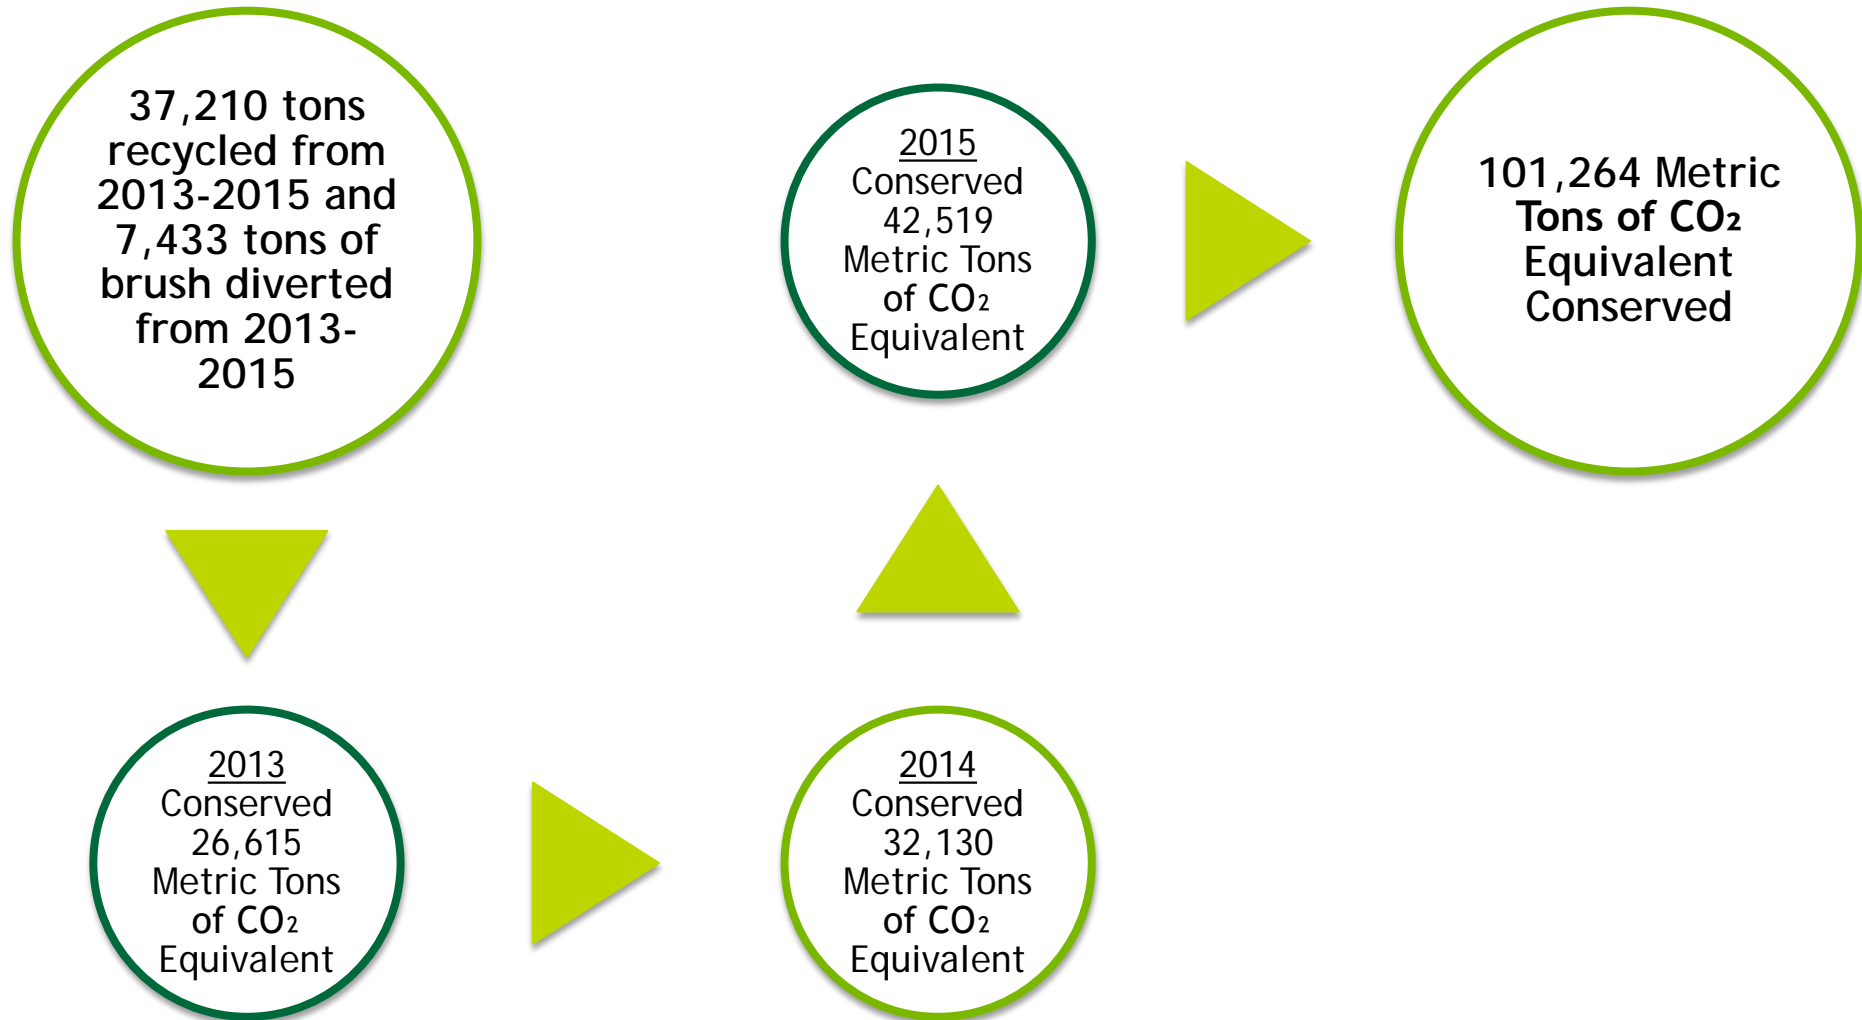 37,210 tons
recycled from
2013-2015 and
7,433 tons of
brush diverted
from 2013-
2015
2013
Conserved
26,615
Metric Tons
of CO₂
Equivalent
2014
Conserved
32,130
Metric Tons
of CO₂
Equivalent
2015
Conserved
42,519
Metric Tons
of CO₂
Equivalent
101,264 Metric
Tons of CO₂
Equivalent
Conserved